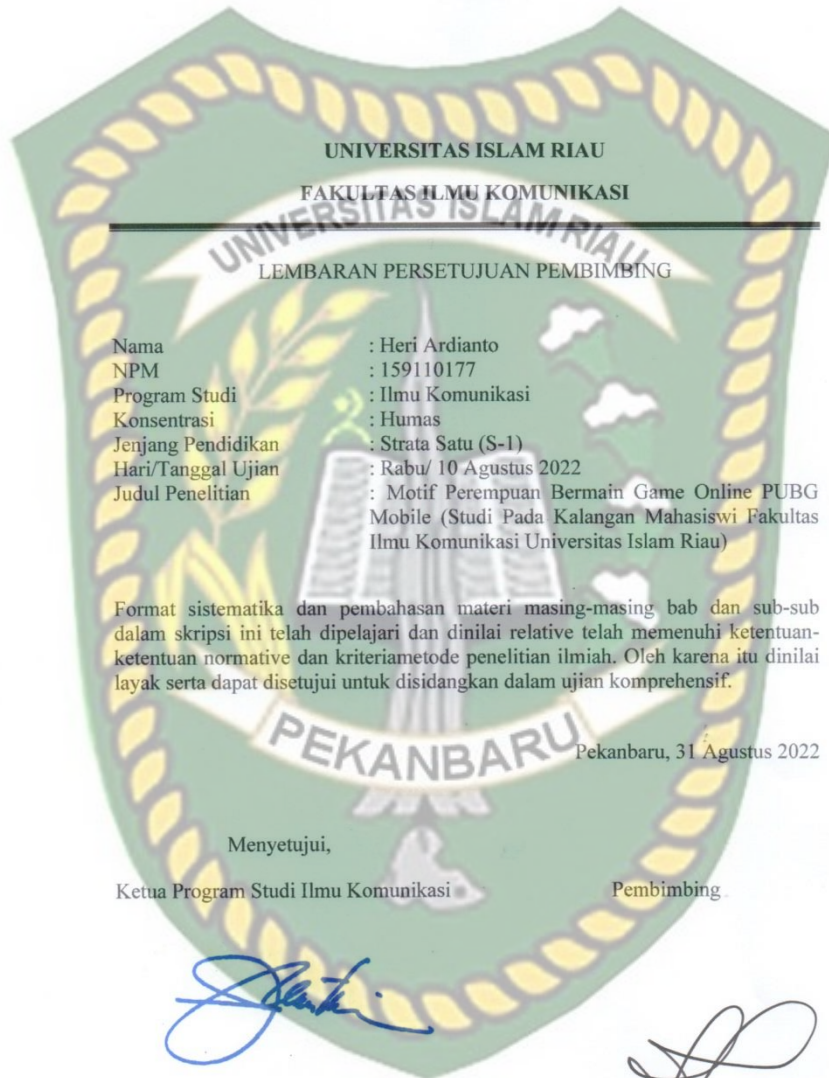 UNIVERSITAS ISLAM RIAU
FAKULTAS ILMU KOMUNIKASI
UNIVERSITAS ISLAM RIAU
LEMBARAN PERSETUJUAN PEMBIMBING
Nama : Heri Ardianto
NPM : 159110177
Program Studi : Ilmu Komunikasi
Konsentrasi : Humas
Jenjang Pendidikan : Strata Satu (S-1)
Hari/Tanggal Ujian : Rabu/ 10 Agustus 2022
Judul Penelitian : Motif Perempuan Bermain Game Online PUBG
Mobile (Studi Pada Kalangan Mahasiswi Fakultas
Ilmu Komunikasi Universitas Islam Riau)
Format sistematika dan pembahasan materi masing-masing bab dan sub-sub
dalam skripsi ini telah dipelajari dan dinilai relative telah memenuhi ketentuan-
ketentuan normative dan kriteriametode penelitian ilmiah. Oleh karena itu dinilai
layak serta dapat disetujui untuk disidangkan dalam ujian komprehensif.
PEKANBARU
Pekanbaru, 31 Agustus 2022
Menyetujui,
Ketua Program Studi Ilmu Komunikasi Pembimbing